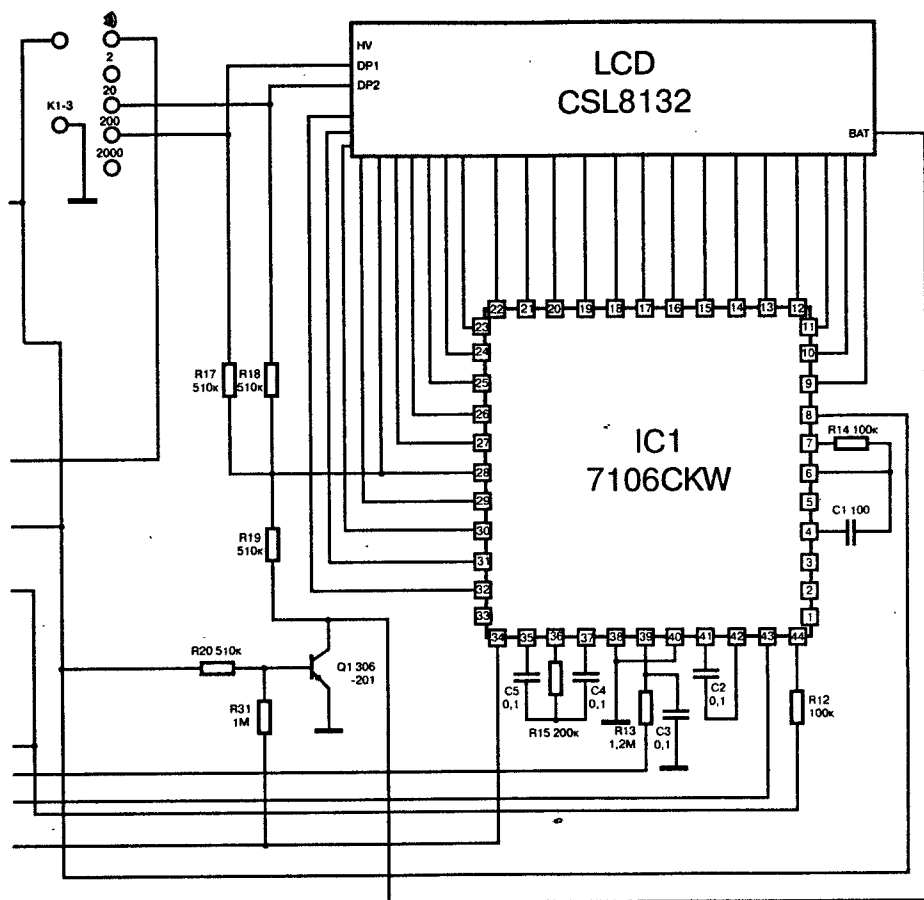 2
20
K1-3
200
2000
HV
DP1
DP2
LCD
CSL8132
BAT
22 21 20 19 18 17 16 15 14 13 12
23
24
25
26
27
28
29
30
31
32
33
11
10
9
8
7
6
5
4
3
2
1
R17
510к
R18
510к
IC1
7106CKW
R14 100к
C1 100
R19
510к
34 35 36 37 38 39 40 41 42 43 44
R20 510к
Q1 306
-201
R31
1M
C5
0,1
R15 200к
C4
0,1
R13
1,2M
C3
0,1
C2
0,1
R12
100к